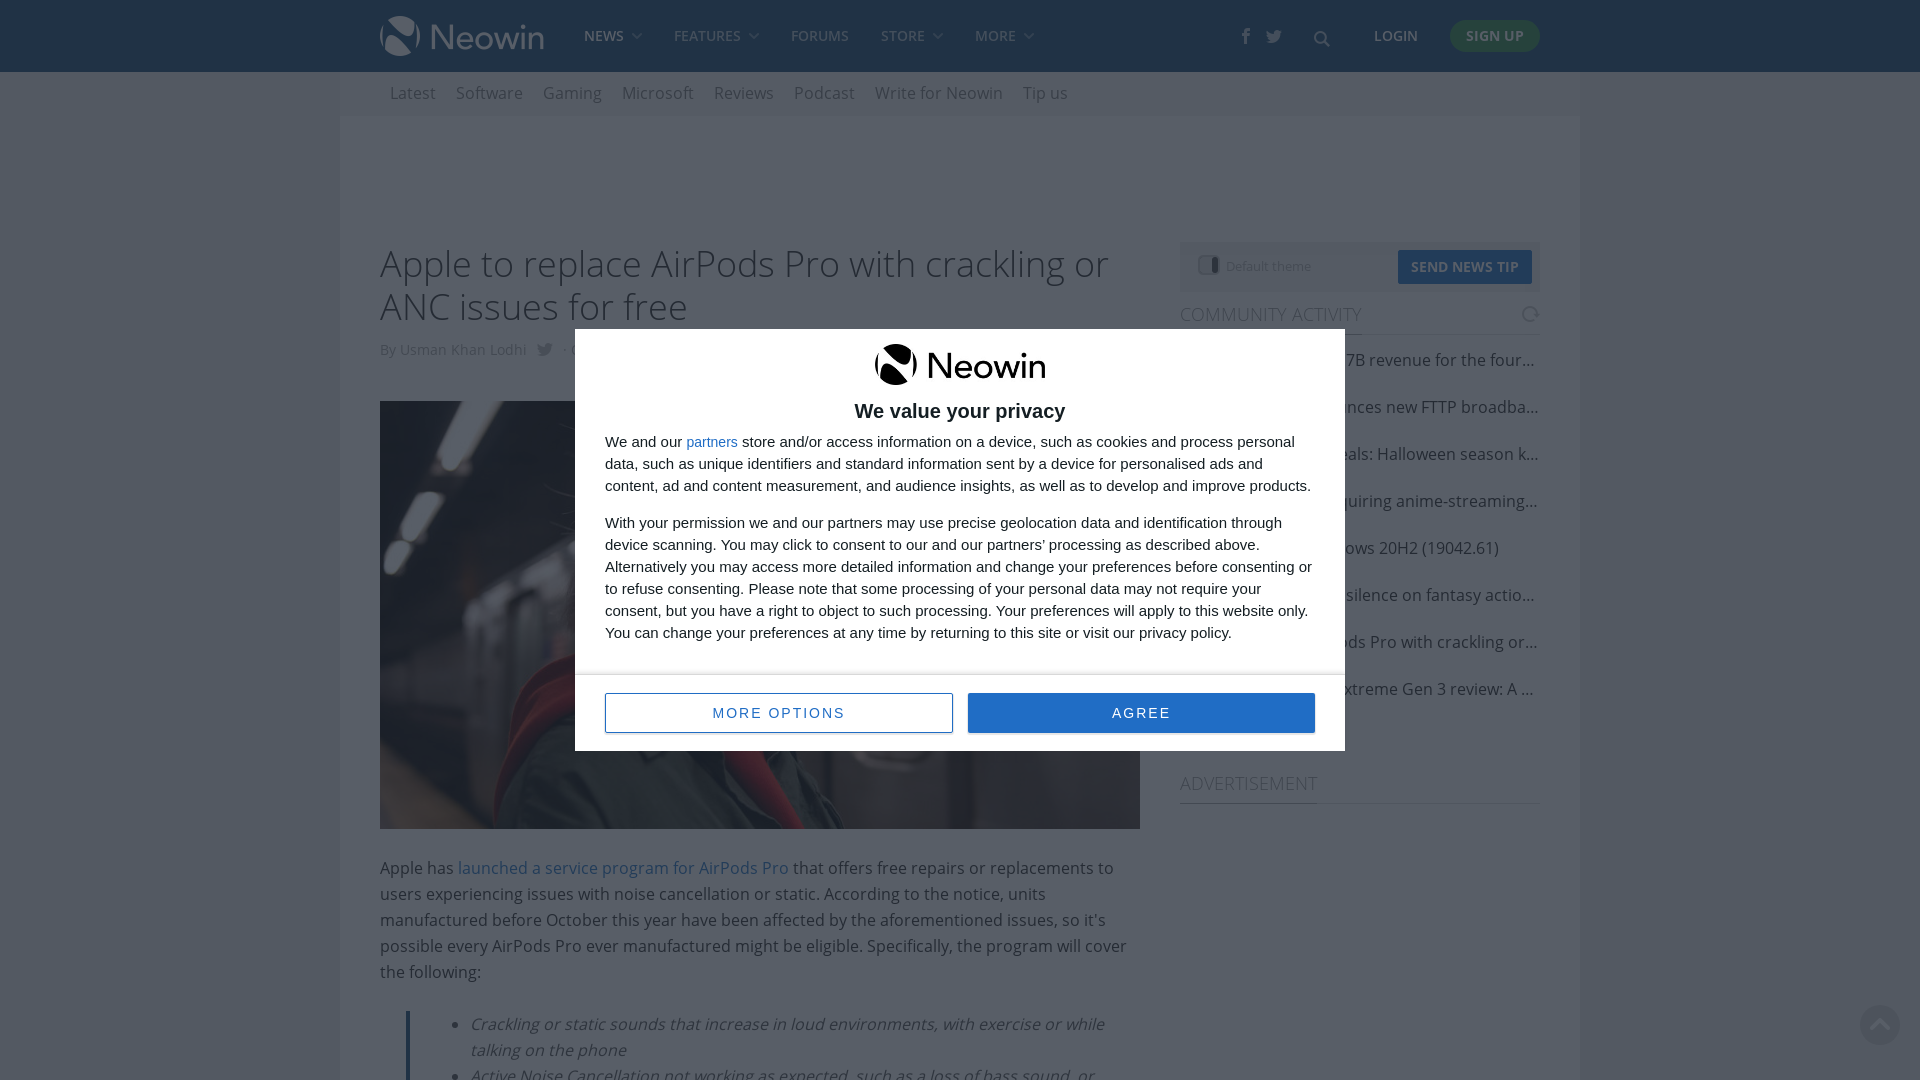 Neowin
NEWS
FEATURES
FORUMS
STORE
MORE
LOGIN
SIGN UP
Latest
Software
Gaming
Microsoft
Reviews
Podcast
Write for Neowin
Tip us
Apple to replace AirPods Pro with crackling or
ANC issues for free
By Usman Khan Lodhi
·
Default theme
SEND NEWS TIP
COMMUNITY ACTIVITY
7B revenue for the four...
nces new FTTP broadba...
eals: Halloween season k...
quiring anime-streaming...
ows 20H2 (19042.61)
silence on fantasy actio...
ods Pro with crackling or...
xtreme Gen 3 review: A ...
ADVERTISEMENT
Neowin
We value your privacy
We and our partners store and/or access information on a device, such as cookies and process personal
data, such as unique identifiers and standard information sent by a device for personalised ads and
content, ad and content measurement, and audience insights, as well as to develop and improve products.
With your permission we and our partners may use precise geolocation data and identification through
device scanning. You may click to consent to our and our partners’ processing as described above.
Alternatively you may access more detailed information and change your preferences before consenting or
to refuse consenting. Please note that some processing of your personal data may not require your
consent, but you have a right to object to such processing. Your preferences will apply to this website only.
You can change your preferences at any time by returning to this site or visit our privacy policy.
MORE OPTIONS
AGREE
Apple has launched a service program for AirPods Pro that offers free repairs or replacements to
users experiencing issues with noise cancellation or static. According to the notice, units
manufactured before October this year have been affected by the aforementioned issues, so it's
possible every AirPods Pro ever manufactured might be eligible. Specifically, the program will cover
the following:
• Crackling or static sounds that increase in loud environments, with exercise or while
talking on the phone
• Active Noise Cancellation not working as expected, such as a loss of bass sound, or